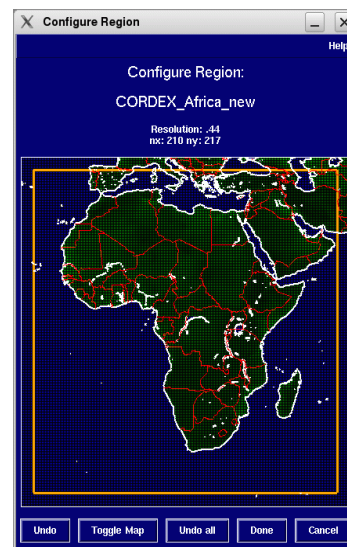 Configure Region
Help
Configure Region:
CORDEX_Africa_new
Resolution: .44
nx: 210 ny: 217
Undo
Toggle Map
Undo all
Done
Cancel